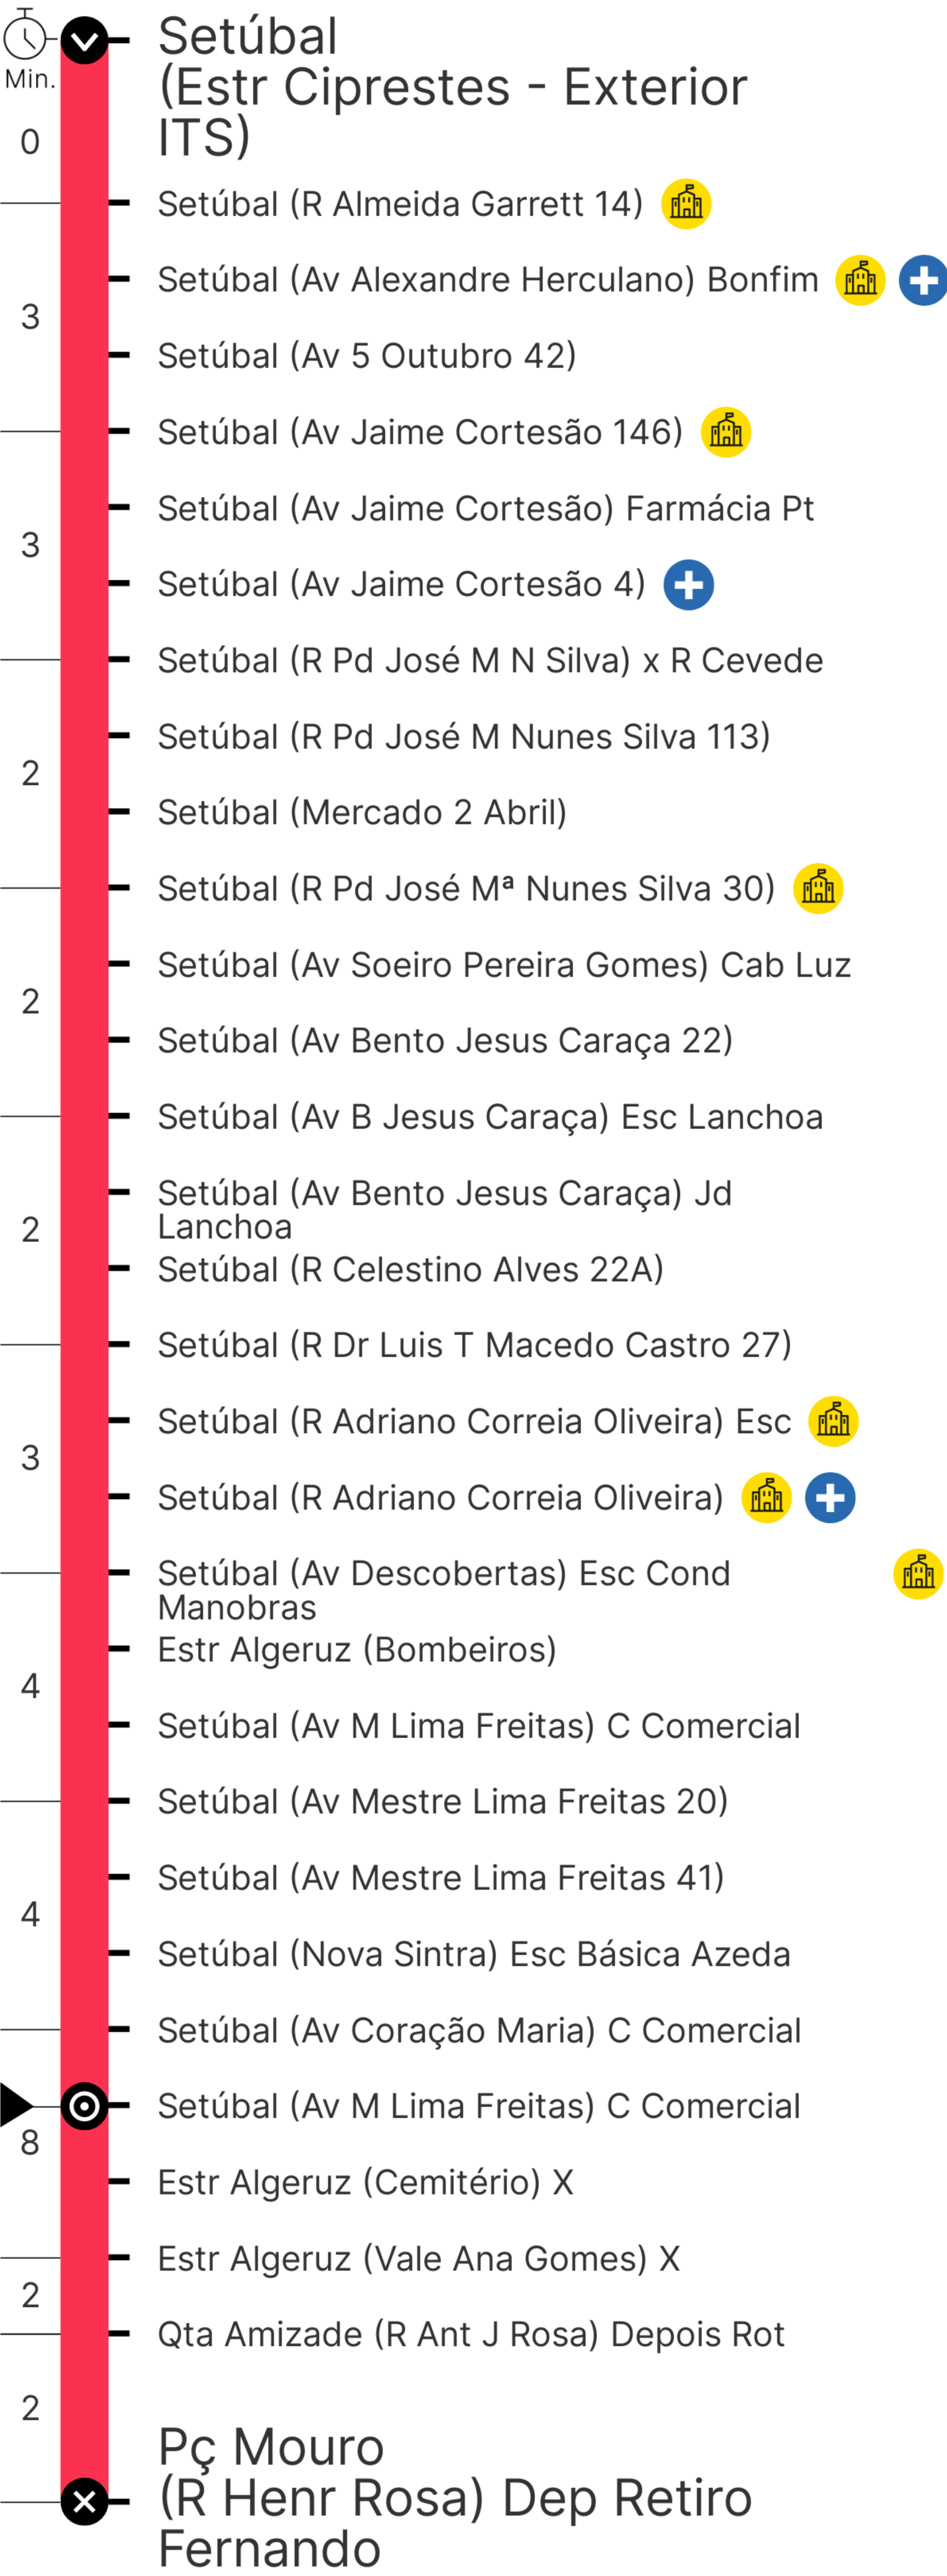 Min.
Setúbal
(Estr Ciprestes - Exterior
ITS)
0
Setúbal (R Almeida Garrett 14)
Setúbal (Av Alexandre Herculano) Bonfim
3
Setúbal (Av 5 Outubro 42)
Setúbal (Av Jaime Cortesão 146)
Setúbal (Av Jaime Cortesão) Farmácia Pt
3
Setúbal (Av Jaime Cortesão 4)
Setúbal (R Pd José M N Silva) x R Cevede
Setúbal (R Pd José M Nunes Silva 113)
2
Setúbal (Mercado 2 Abril)
Setúbal (R Pd José Mª Nunes Silva 30)
Setúbal (Av Soeiro Pereira Gomes) Cab Luz
2
Setúbal (Av Bento Jesus Caraça 22)
Setúbal (Av B Jesus Caraça) Esc Lanchoa
Setúbal (Av Bento Jesus Caraça) Jd
Lanchoa
2
Setúbal (R Celestino Alves 22A)
Setúbal (R Dr Luis T Macedo Castro 27)
Setúbal (R Adriano Correia Oliveira) Esc
3
Setúbal (R Adriano Correia Oliveira)
Setúbal (Av Descobertas) Esc Cond
Manobras
Estr Algeruz (Bombeiros)
4
Setúbal (Av M Lima Freitas) C Comercial
Setúbal (Av Mestre Lima Freitas 20)
Setúbal (Av Mestre Lima Freitas 41)
4
Setúbal (Nova Sintra) Esc Básica Azeda
Setúbal (Av Coração Maria) C Comercial
Setúbal (Av M Lima Freitas) C Comercial
8
Estr Algeruz (Cemitério) X
Estr Algeruz (Vale Ana Gomes) X
2
Qta Amizade (R Ant J Rosa) Depois Rot
2
Pç Mouro
(R Henr Rosa) Dep Retiro
Fernando